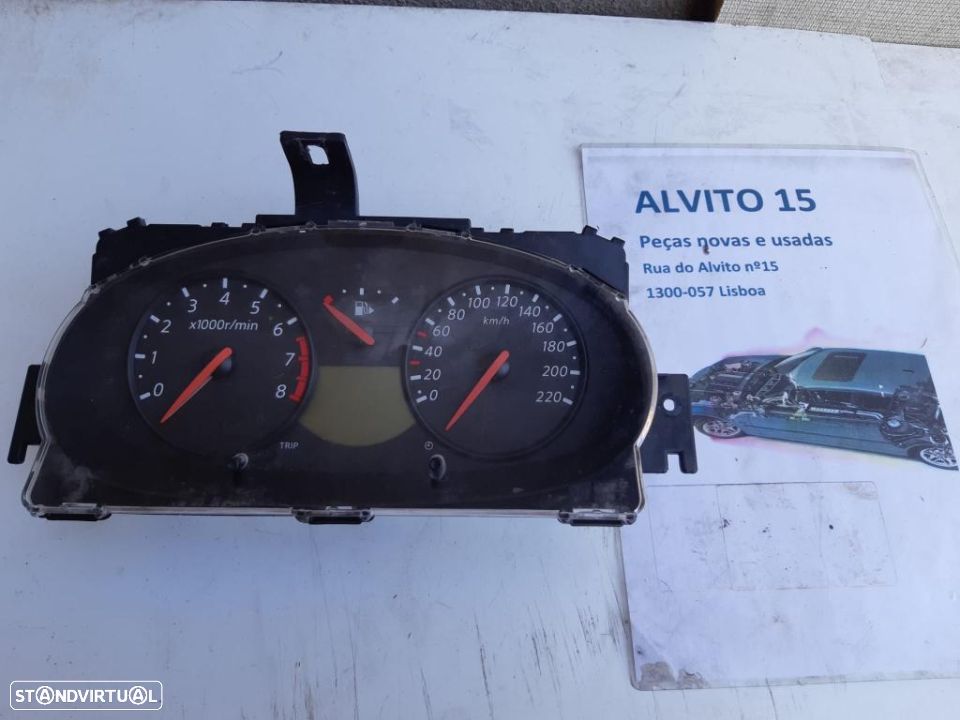 ALVITO 15
Peças novas e usadas
Rua do Alvito nº15
1300-057 Lisboa
0 1 2 3 4 5 6 7 8
x1000r/min
TRIP
0 20 40 60 80 100 120 140 160 180 200 220
km/h
STANDVIRTUAL